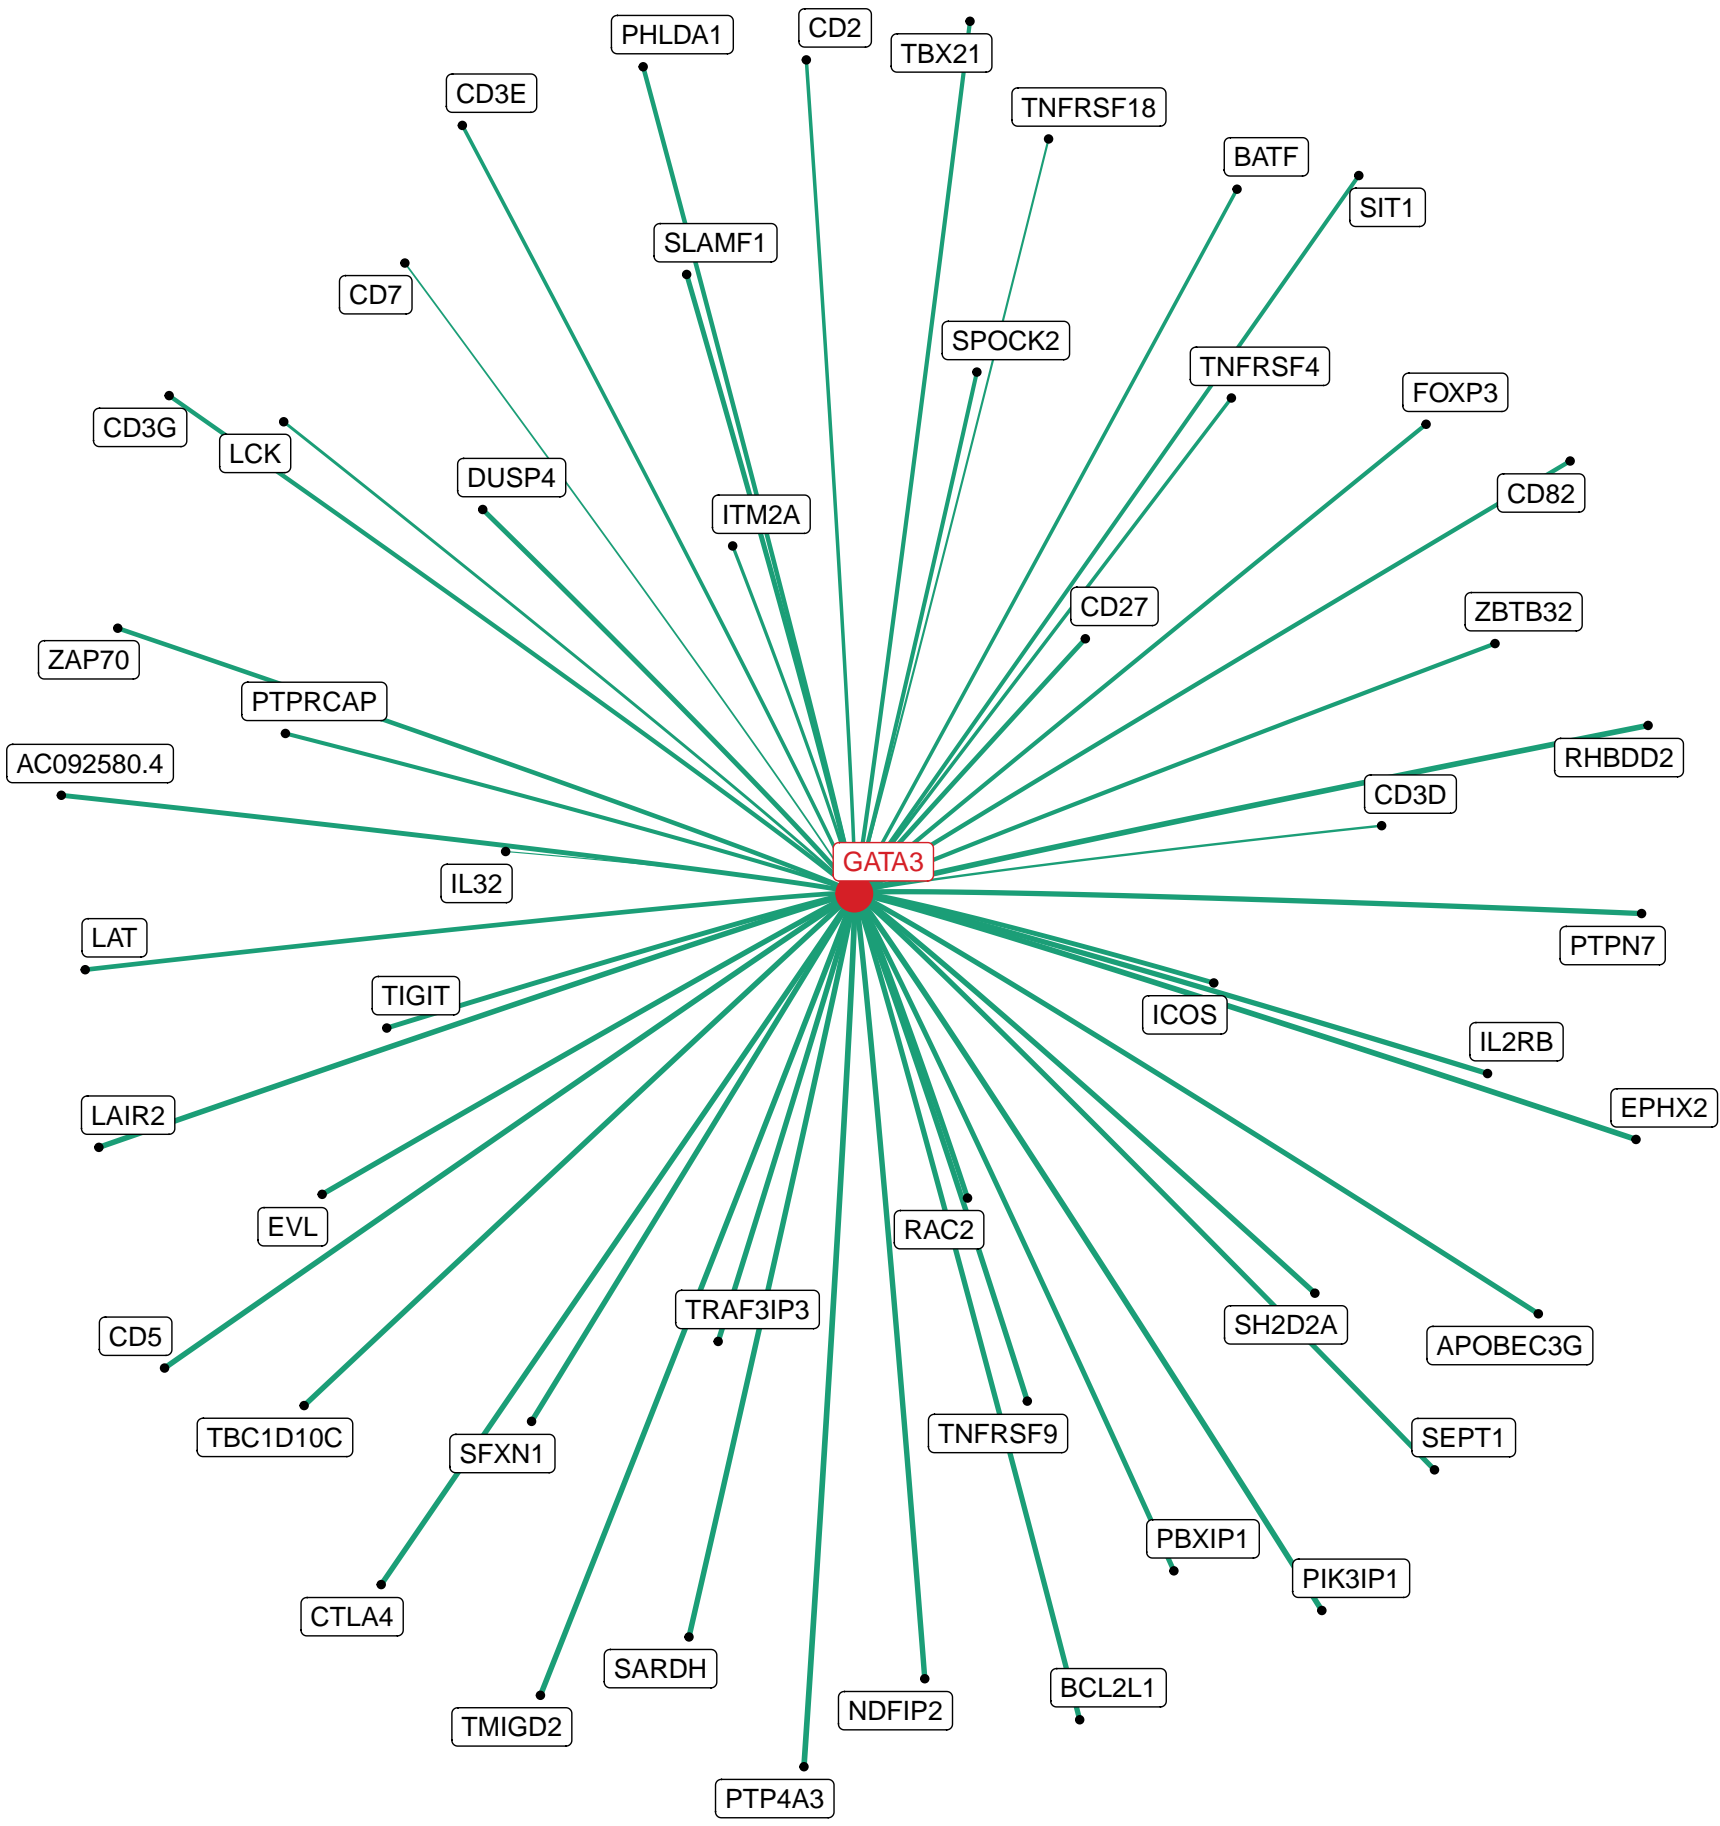 CD2
PHLDA1
TBX21
CD3E
TNFRSF18
BATF
SIT1
SLAMF1
CD7
SPOCK2
TNFRSF4
FOXP3
CD3G
LCK
DUSP4
CD82
ITM2A
CD27
ZBTB32
ZAP70
PTPRCAP
RHBDD2
AC092580.4
CD3D
GATA3
IL32
LAT
PTPN7
TIGIT
ICOS
IL2RB
EPHX2
LAIR2
EVL
RAC2
TRAF3IP3
SH2D2A
CD5
APOBEC3G
TBC1D10C
TNFRSF9
SEPT1
SFXN1
PBXIP1
PIK3IP1
CTLA4
SARDH
BCL2L1
NDFIP2
TMIGD2
PTP4A3